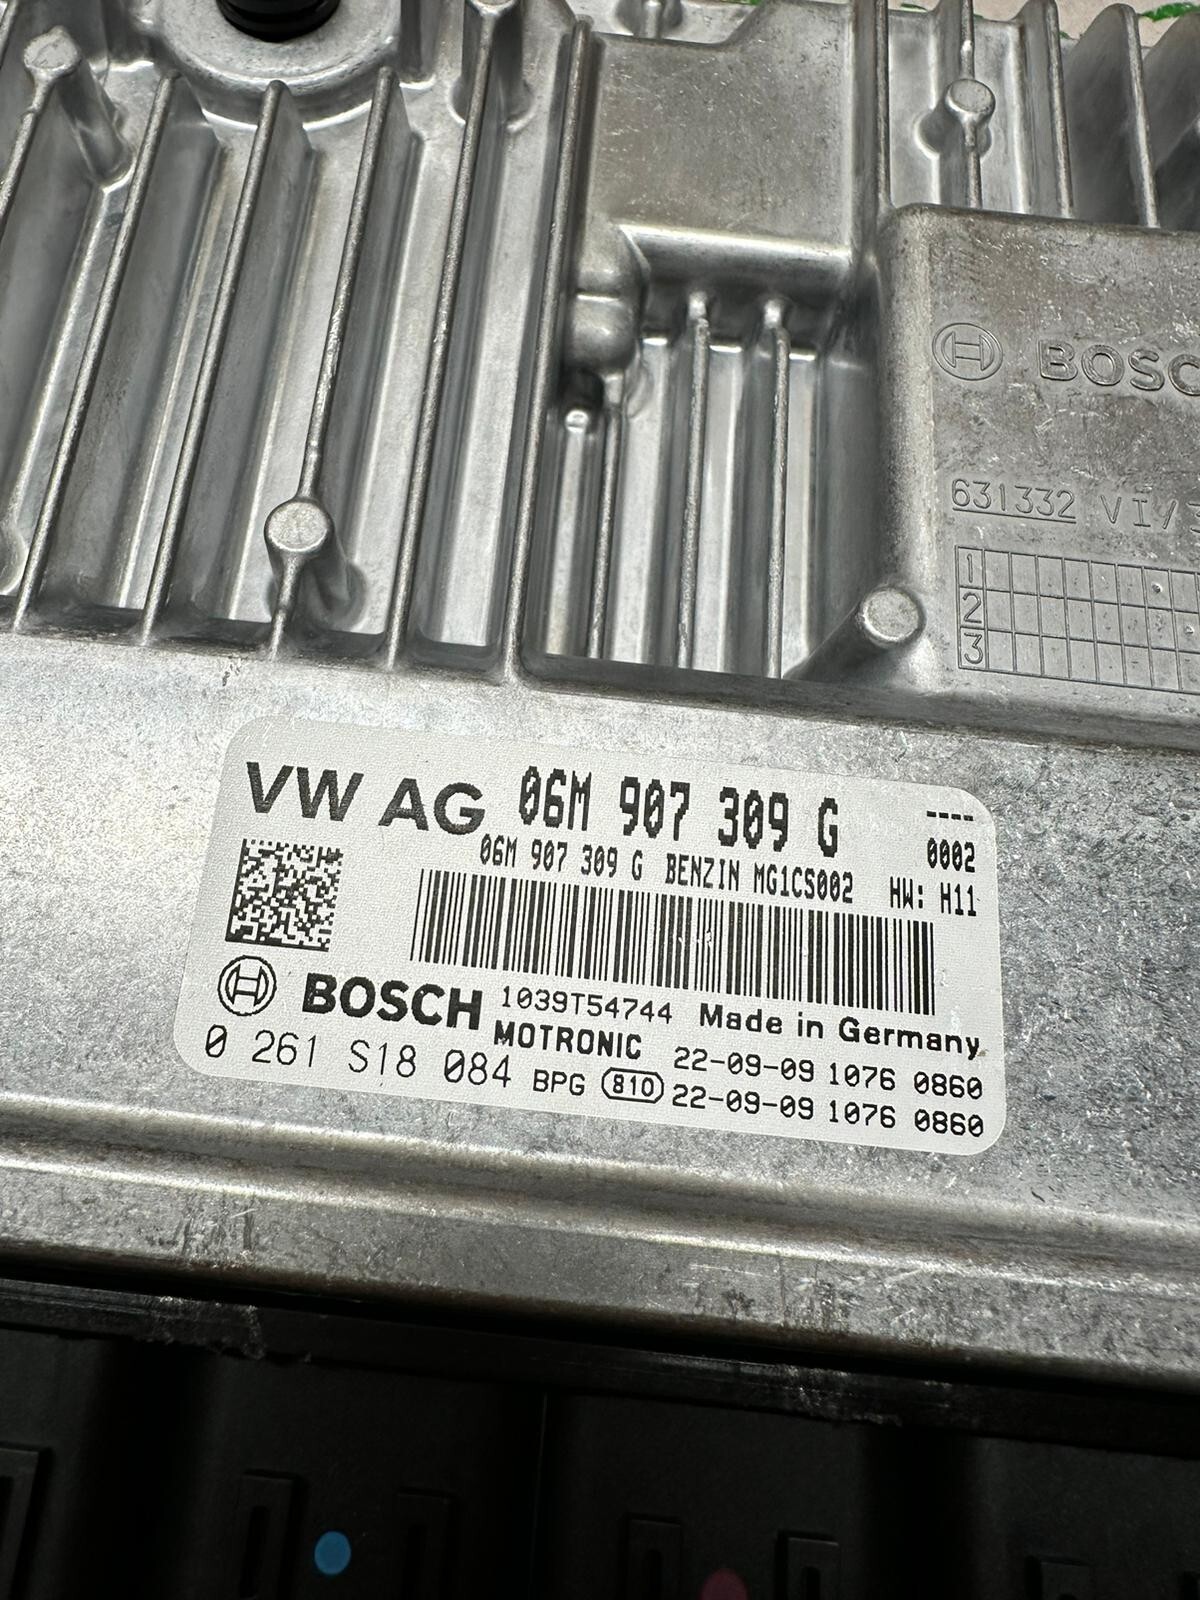 BOSC
631332 VI/
1
2
3
VW AG 06M 907 309 G ----
06M 907 309 G BENZIN MG1CS002 0002
HW: H11
BOSCH 1039T54744 Made in Germany
MOTRONIC 22-09-09 1076 0860
0 261 S18 084 BPG 810 22-09-09 1076 0860